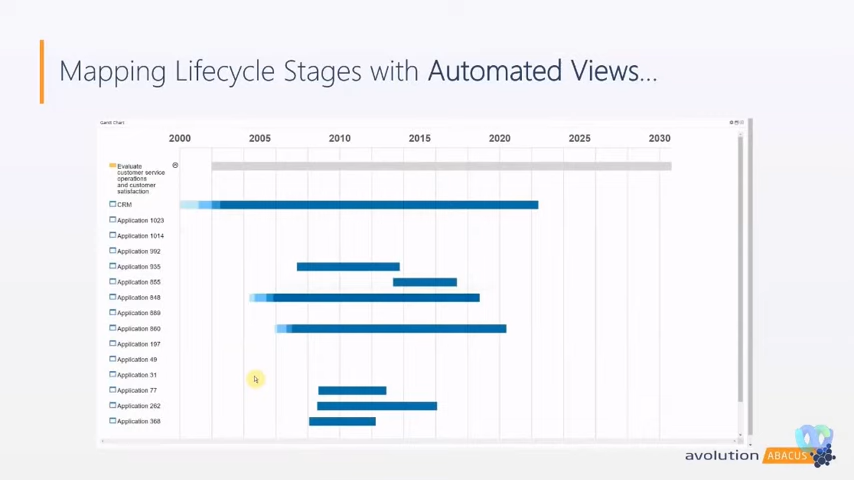 Mapping Lifecycle Stages with Automated Views...
Gantt Chart
2000 2005 2010 2015 2020 2025 2030
Evaluate
customer service
operations
and customer
satisfaction
CRM
Application 1023
Application 1014
Application 992
Application 935
Application 855
Application 848
Application 889
Application 860
Application 197
Application 49
Application 31
Application 77
Application 262
Application 368
avolution ABACUS